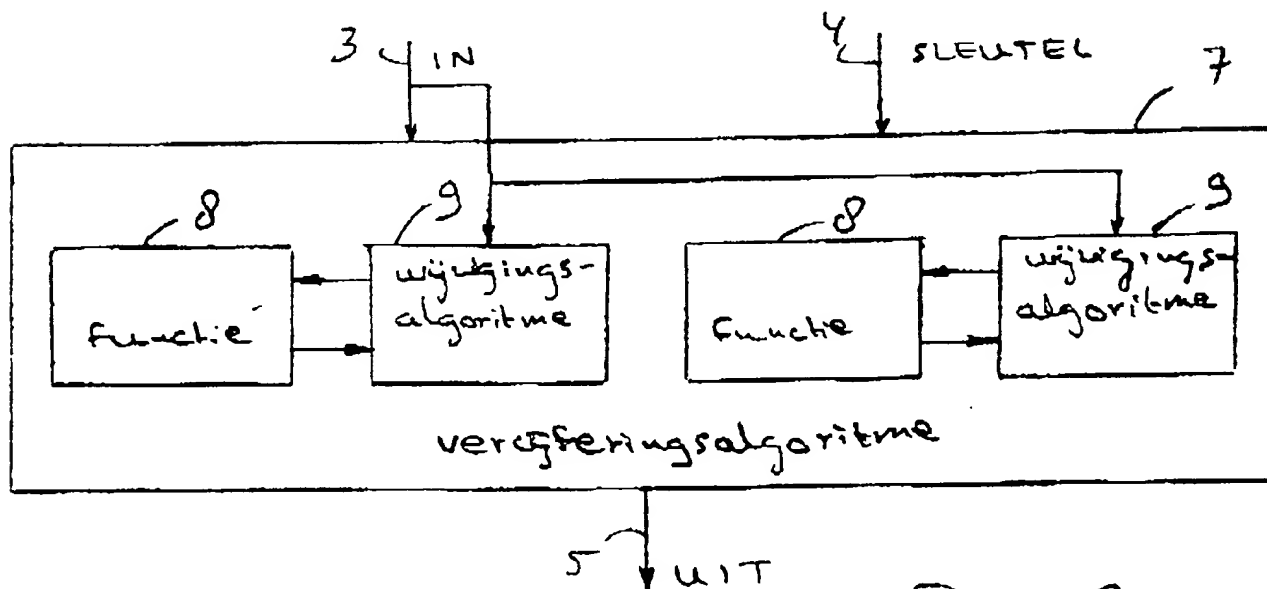 3 IN 4 SLEUTEL 7
8 9 8 9
wijzigings-
algoritme
functie
wijzigings-
algoritme
functie
vercijferingsalgoritme
5 UIT